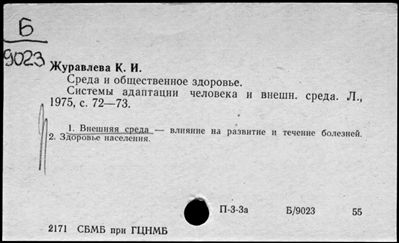 Б
9023
Журавлева К. И.
Среда и общественное здоровье.
Системы адаптации человека и внешн. среда. Л.,
1975, с. 72—73.
1. Внешняя среда — влияние на развитие и течение болезней.
2. Здоровье населения.
П-3-3а Б/9023 55
2171 СБМБ при ГЦНМБ